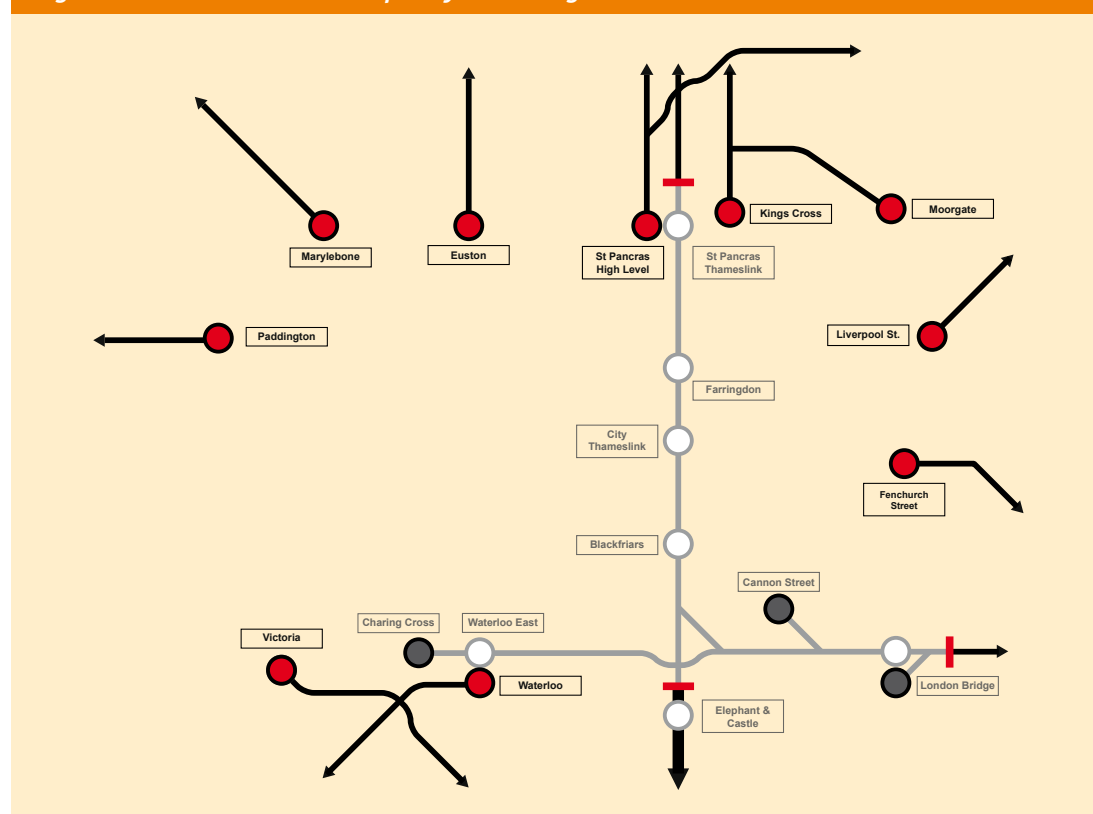 Kings Cross
Moorgate
Marylebone
Euston
St Pancras
High Level
St Pancras
Thameslink
Paddington
Liverpool St.
Farringdon
City
Thameslink
Fenchurch
Street
Blackfriars
Cannon Street
Charing Cross
Waterloo East
Victoria
Waterloo
London Bridge
Elephant &
Castle